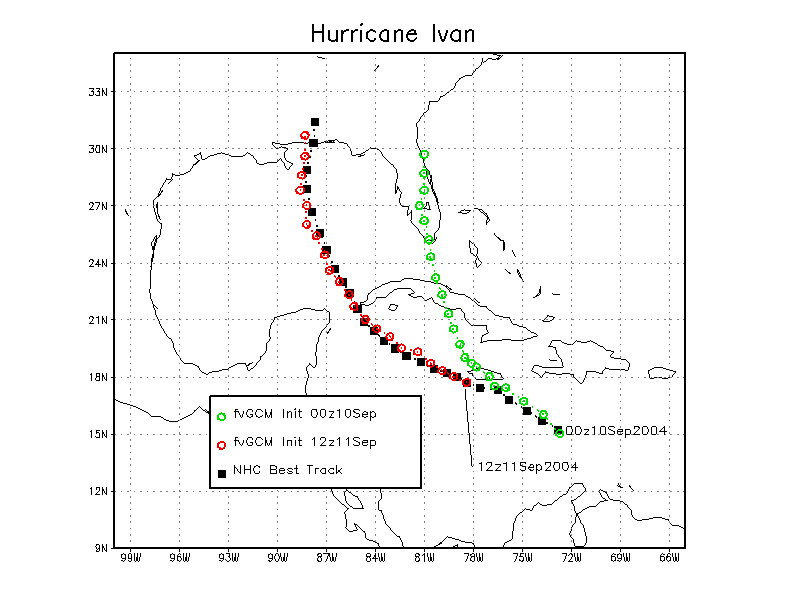 Hurricane Ivan
33N
30N
27N
24N
21N
18N
15N
12N
9N
fvGCM Init 00z10Sep
fvGCM Init 12z11Sep
NHC Best Track
00z10Sep2004
12z11Sep2004
99W 96W 93W 90W 87W 84W 81W 78W 75W 72W 69W 66W